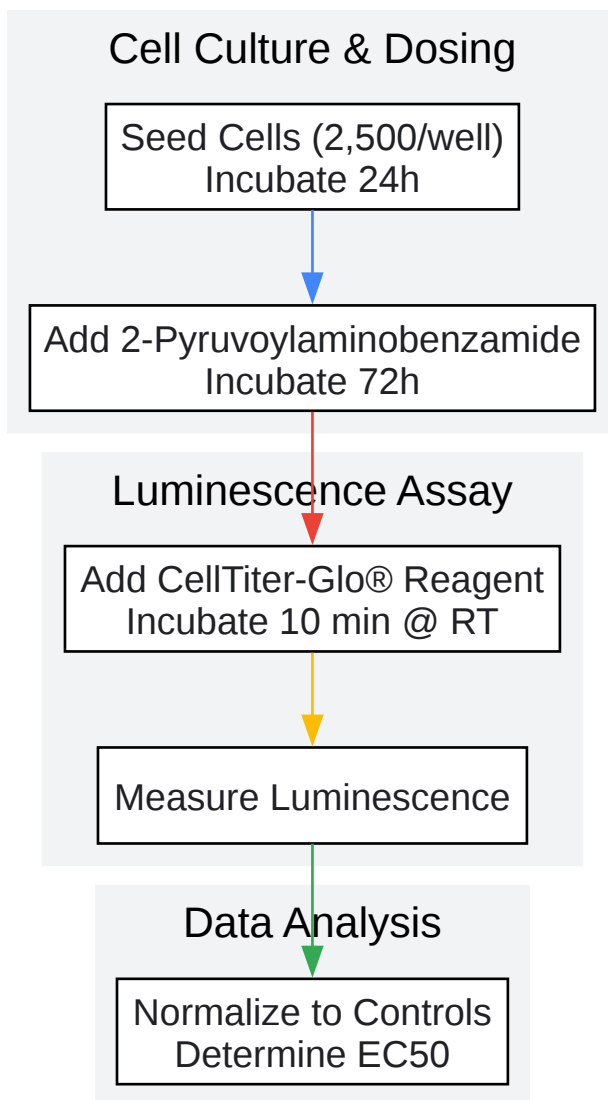 Cell Culture & Dosing
Seed Cells (2,500/well)
Incubate 24h
Add 2-Pyruvoylaminobenzamide
Incubate 72h
Luminescence Assay
Add CellTiter-Glo® Reagent
Incubate 10 min @ RT
Measure Luminescence
Data Analysis
Normalize to Controls
Determine EC50